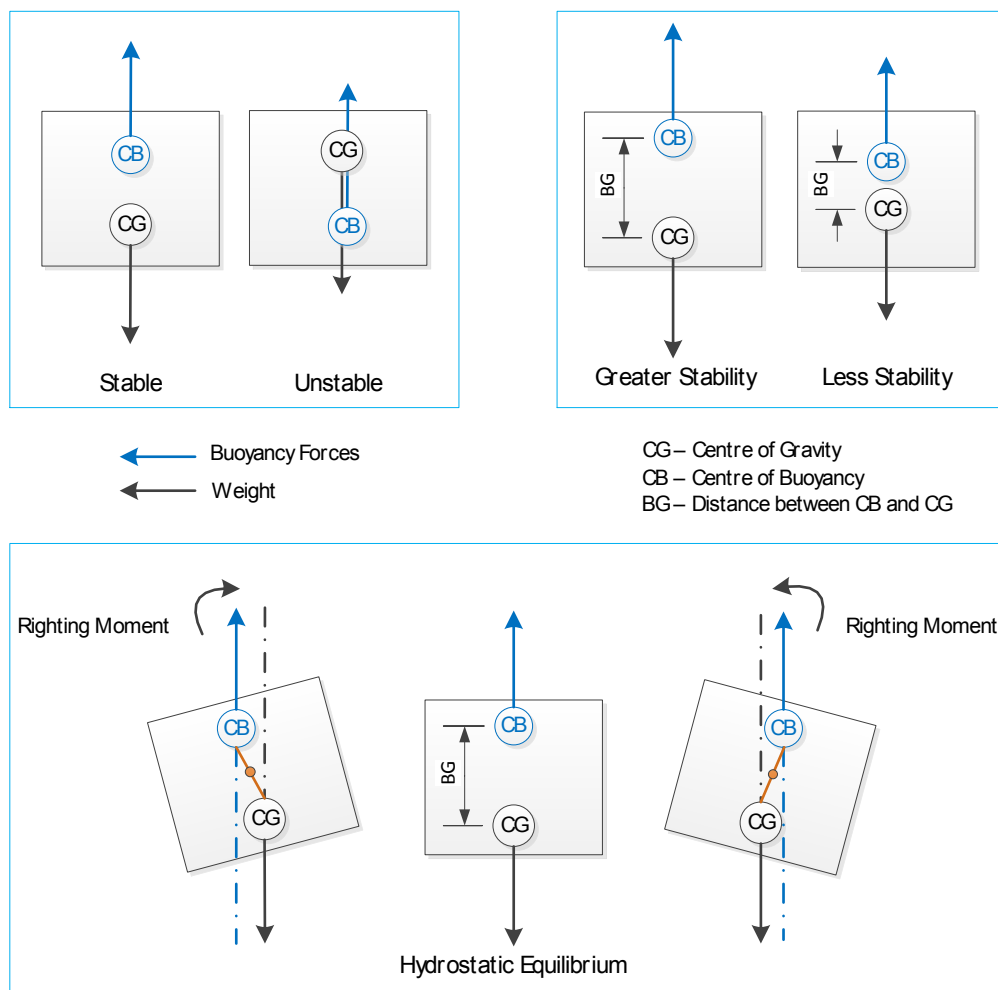 CB
CG
CG
CB
Stable
Unstable
CB
BG
CG
CB
BG
CG
Greater Stability
Less Stability
Buoyancy Forces
Weight
CG – Centre of Gravity
CB – Centre of Buoyancy
BG – Distance between CB and CG
Righting Moment
Righting Moment
CB
CG
CB
BG
CG
CB
CG
Hydrostatic Equilibrium